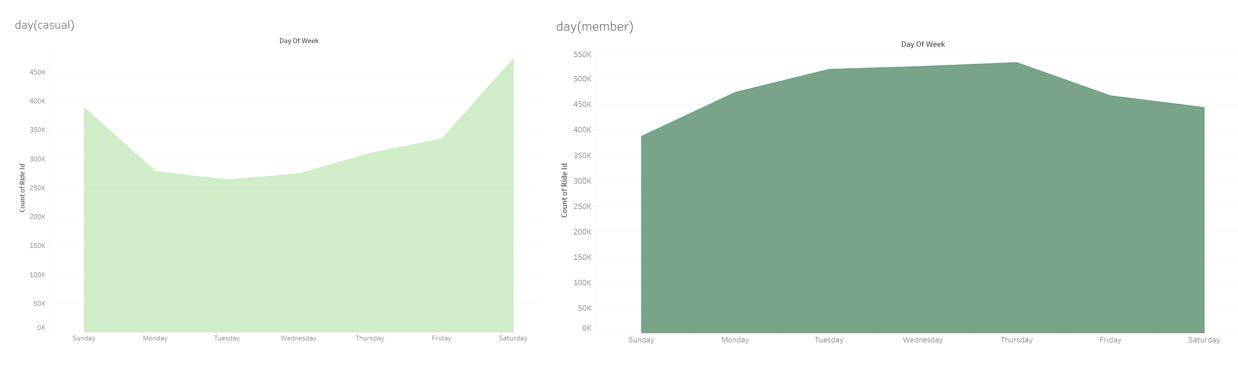 day(casual)
Day Of Week
Count of Ride Id
450K
400K
350K
300K
250K
200K
150K
100K
50K
0K
Sunday Monday Tuesday Wednesday Thursday Friday Saturday
day(member)
Day Of Week
Count of Ride Id
550K
500K
450K
400K
350K
300K
250K
200K
150K
100K
50K
0K
Sunday Monday Tuesday Wednesday Thursday Friday Saturday